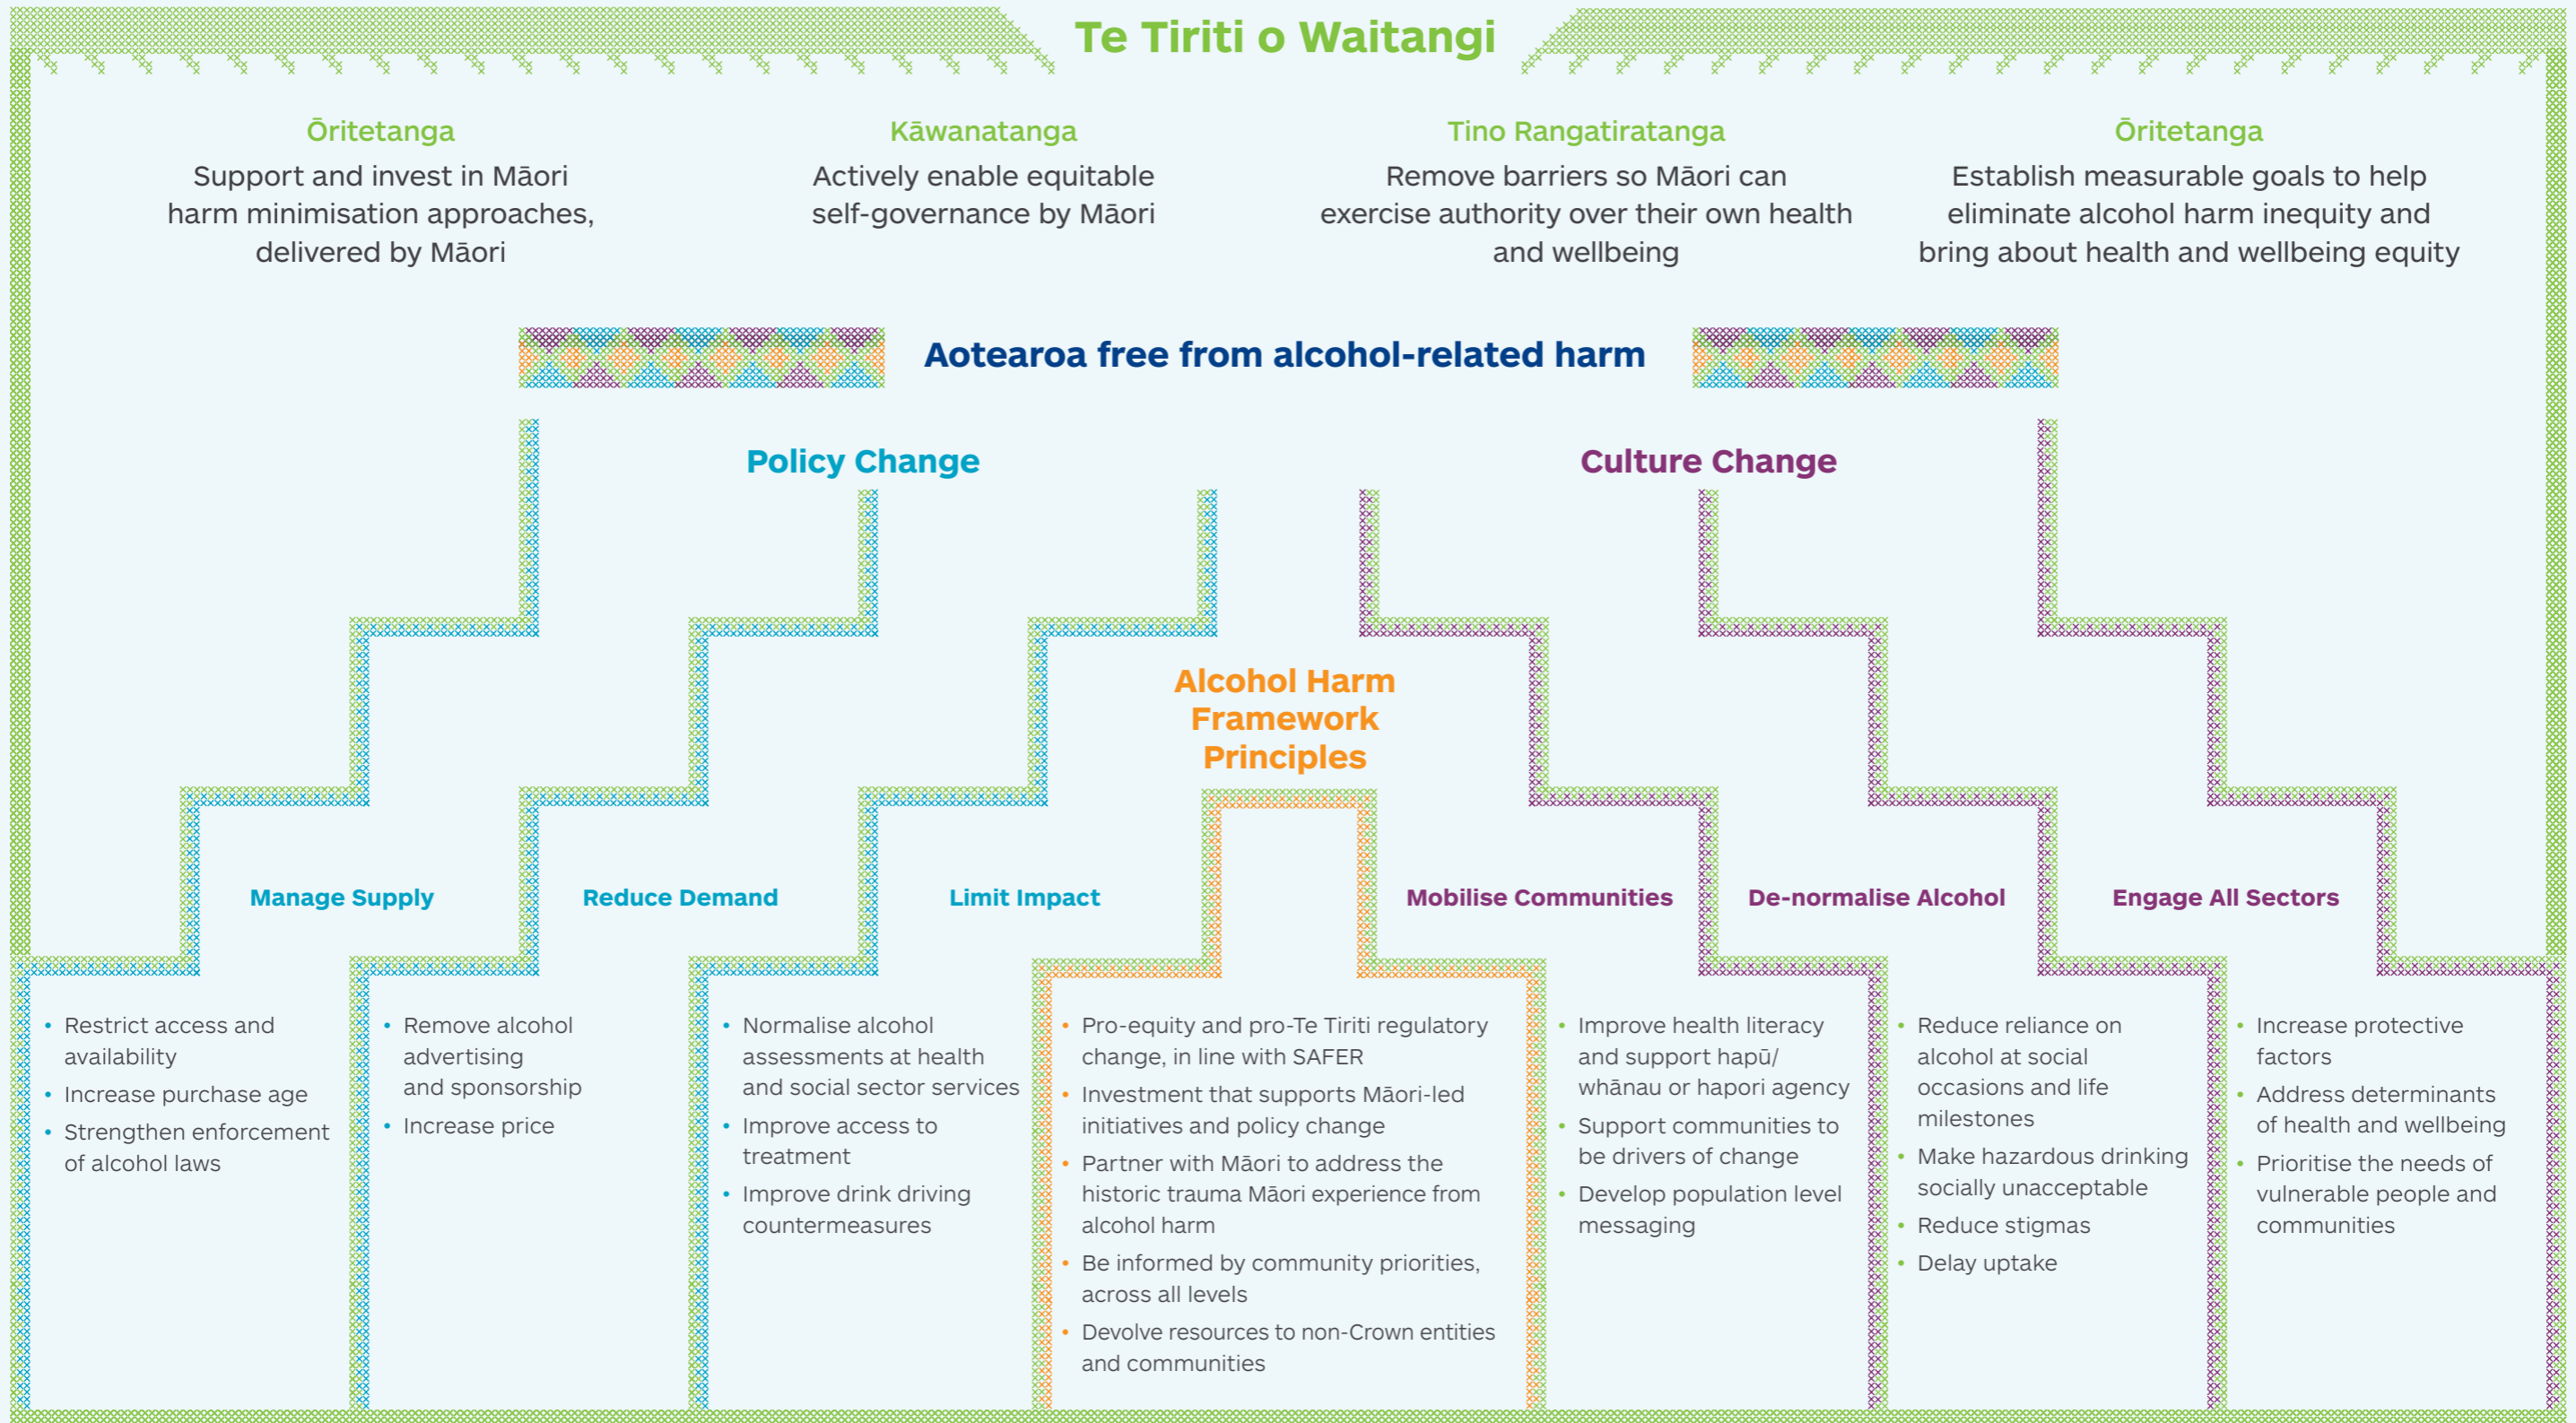 Te Tiriti o Waitangi
Ōritetanga
Support and invest in Māori
harm minimisation approaches,
delivered by Māori
Kāwanatanga
Actively enable equitable
self-governance by Māori
Tino Rangatiratanga
Remove barriers so Māori can
exercise authority over their own health
and wellbeing
Ōritetanga
Establish measurable goals to help
eliminate alcohol harm inequity and
bring about health and wellbeing equity
Aotearoa free from alcohol-related harm
Policy Change
Culture Change
Alcohol Harm
Framework
Principles
Manage Supply
Reduce Demand
Limit Impact
Mobilise Communities
De-normalise Alcohol
Engage All Sectors
• Restrict access and
availability
• Increase purchase age
• Strengthen enforcement
of alcohol laws
• Remove alcohol
advertising
and sponsorship
• Increase price
• Normalise alcohol
assessments at health
and social sector services
• Improve access to
treatment
• Improve drink driving
countermeasures
• Pro-equity and pro-Te Tiriti regulatory
change, in line with SAFER
• Investment that supports Māori-led
initiatives and policy change
• Partner with Māori to address the
historic trauma Māori experience from
alcohol harm
• Be informed by community priorities,
across all levels
• Devolve resources to non-Crown entities
and communities
• Improve health literacy
and support hapū/
whānau or hapori agency
• Support communities to
be drivers of change
• Develop population level
messaging
• Reduce reliance on
alcohol at social
occasions and life
milestones
• Make hazardous drinking
socially unacceptable
• Reduce stigmas
• Delay uptake
• Increase protective
factors
• Address determinants
of health and wellbeing
• Prioritise the needs of
vulnerable people and
communities